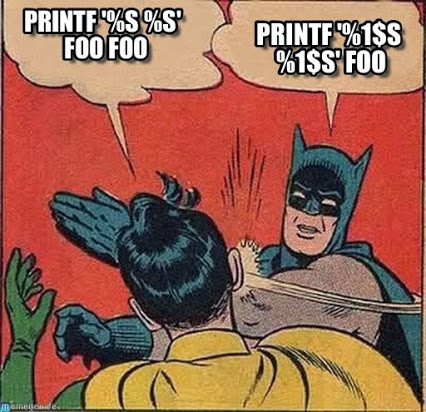 PRINTF '%S %S'
FOO FOO
PRINTF '%1$S
%1$S' FOO
memegen.de